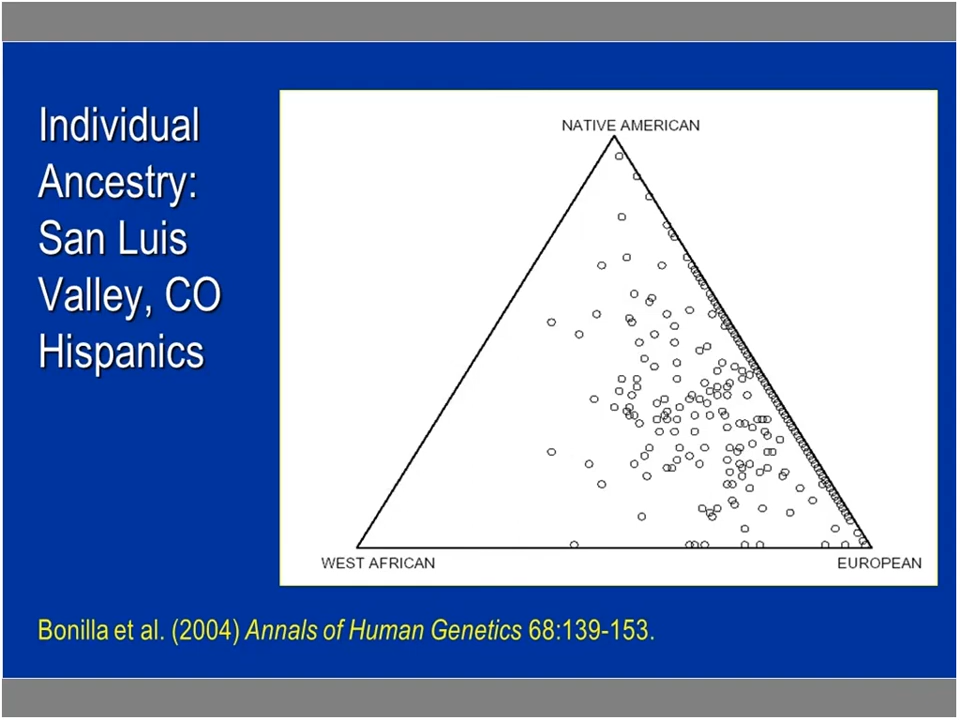 Individual
Ancestry:
San Luis
Valley, CO
Hispanics
NATIVE AMERICAN
WEST AFRICAN
EUROPEAN
Bonilla et al. (2004) Annals of Human Genetics 68:139-153.